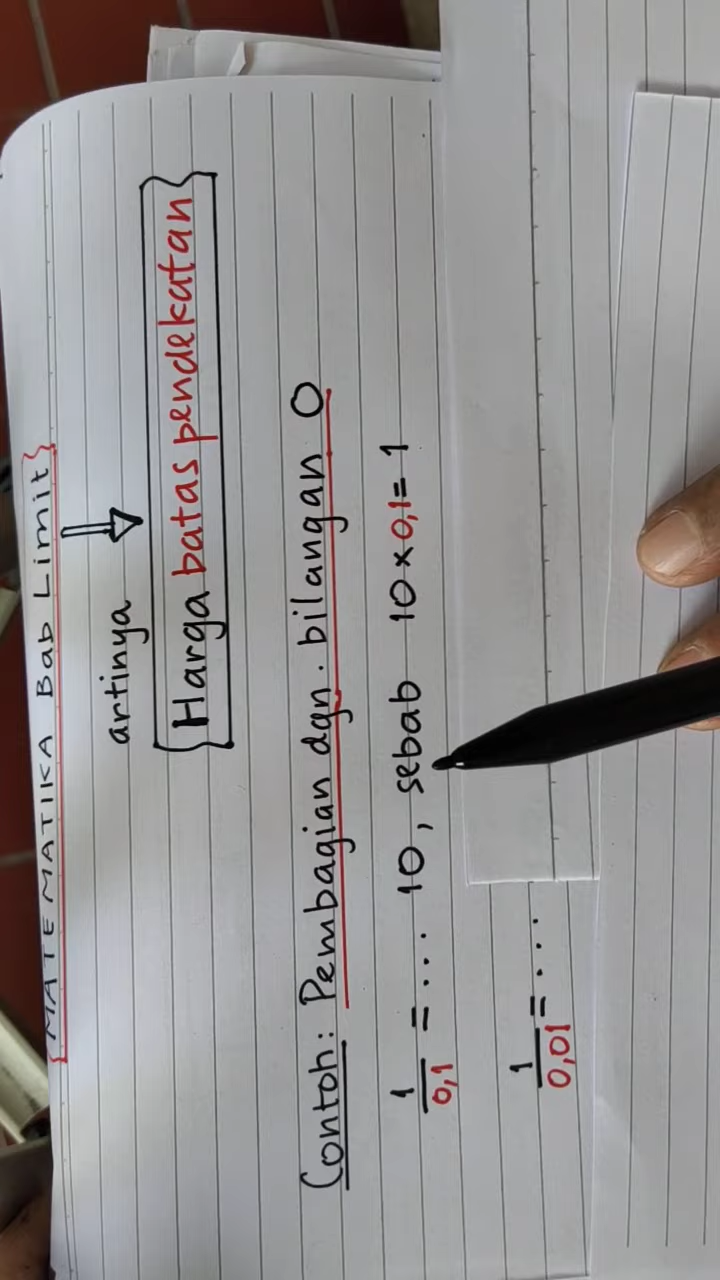 MATEMATIKA Bab Limit
artinya
Harga batas pendekatan
Contoh: Pembagian dgn. bilangan 0
1/0,1 = .... 10, sebab 10 × 0,1 = 1
1/0,01 = ....